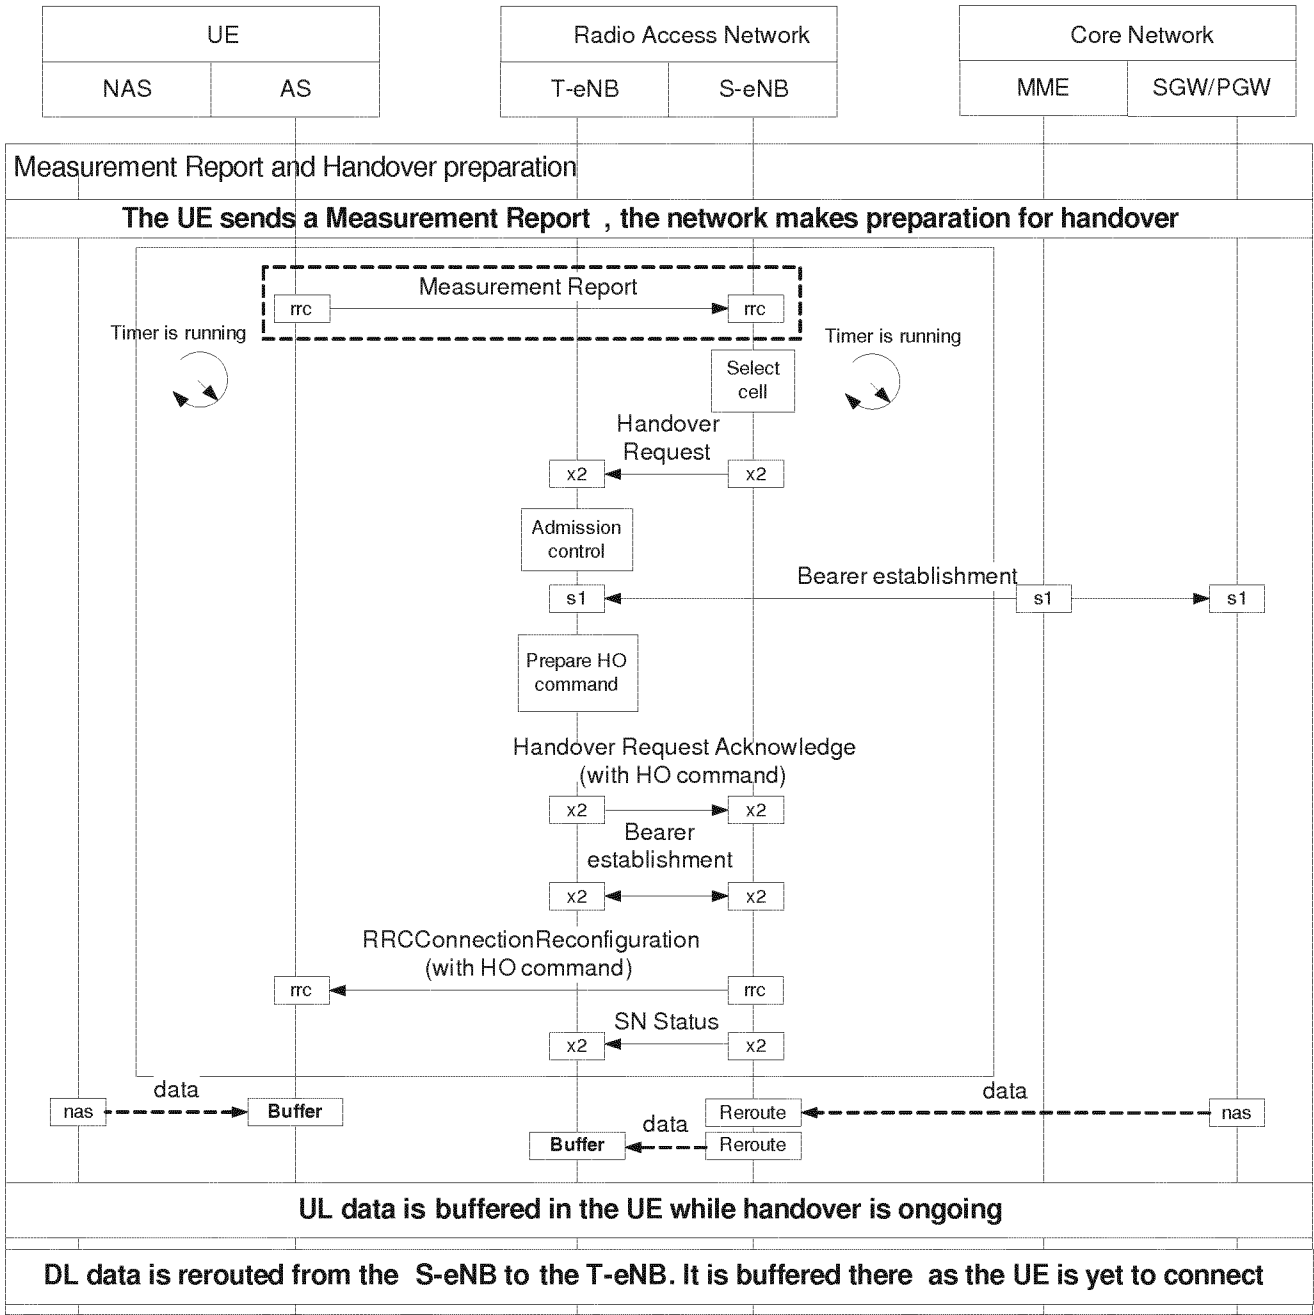 UE
Radio Access Network
Core Network
NAS
AS
T-eNB
S-eNB
MME
SGW/PGW
Measurement Report and Handover preparation
The UE sends a Measurement Report , the network makes preparation for handover
Measurement Report
rrc
rrc
Timer is running
Timer is running
Select
cell
Handover
Request
x2
x2
Admission
control
Bearer establishment
s1
s1
s1
Prepare HO
command
Handover Request Acknowledge
(with HO command)
x2
x2
Bearer
establishment
x2
x2
RRCConnectionReconfiguration
(with HO command)
rrc
rrc
SN Status
x2
x2
data
data
nas
Buffer
Reroute
nas
data
Buffer
Reroute
UL data is buffered in the UE while handover is ongoing
DL data is rerouted from the S-eNB to the T-eNB. It is buffered there as the UE is yet to connect